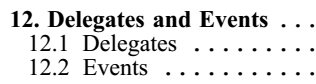 12. Delegates and Events . . .
12.1 Delegates . . . . . . . . .
12.2 Events . . . . . . . . . . .